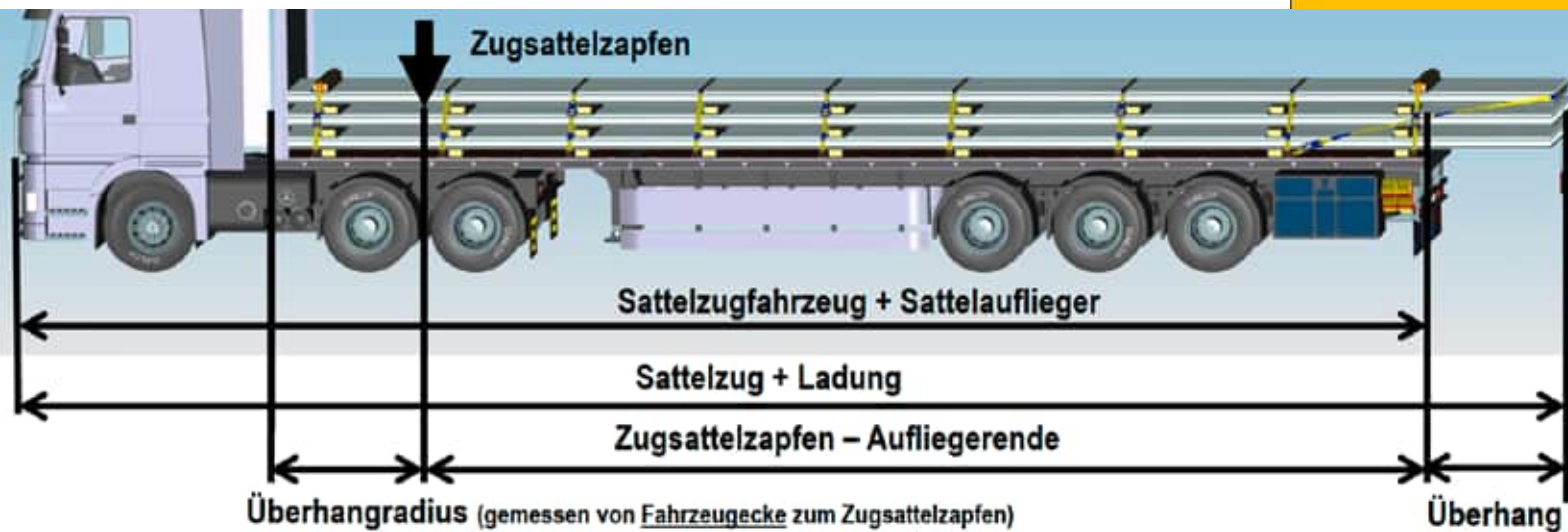 Zugsattelzapfen
Sattelzugfahrzeug + Sattelauflieger
Sattelzug + Ladung
Zugsattelzapfen – Aufliegerende
Überhangradius (gemessen von Fahrzeugecke zum Zugsattelzapfen)
Überhang